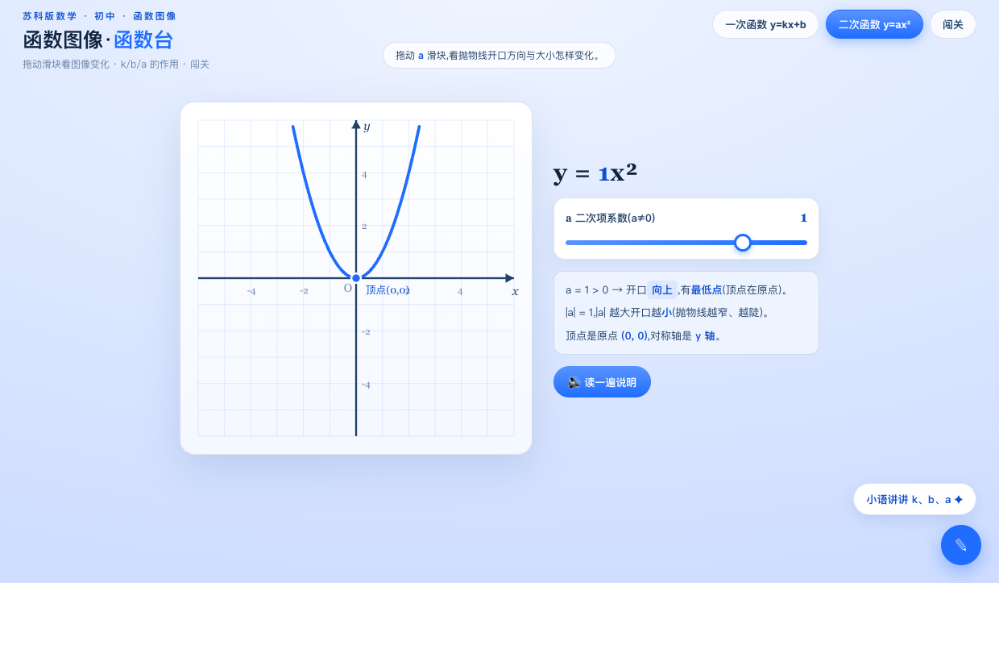 苏科版数学 · 初中 · 函数图像
函数图像·函数台
拖动滑块看图像变化 · k/b/a 的作用 · 闯关
一次函数 y=kx+b
二次函数 y=ax²
闯关
拖动 a 滑块,看抛物线开口方向与大小怎样变化。
y
4
2
-4
-2
O
顶点(0,0)
2
4
x
-2
-4
y = 1x²
a 二次项系数(a≠0)
1
a = 1 > 0 → 开口 向上 ,有最低点(顶点在原点)。
|a| = 1,|a| 越大开口越小(抛物线越窄、越陡)。
顶点是原点 (0, 0),对称轴是 y 轴。
🔊 读一遍说明
小语讲讲 k、b、a ✦
✎